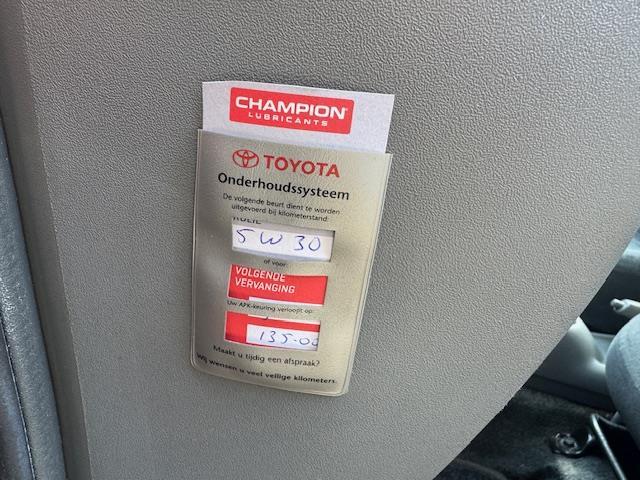 CHAMPION
LUBRICANTS
TOYOTA
Onderhoudssysteem
De volgende beurt dient te worden
uitgevoerd bij kilometerstand:
5W30
of voor:
VOLGENDE
VERVANGING
Uw APK-keuring verloopt op:
135.00
Maakt u tijdig een afspraak?
Wij wensen u veel veilige kilometers.